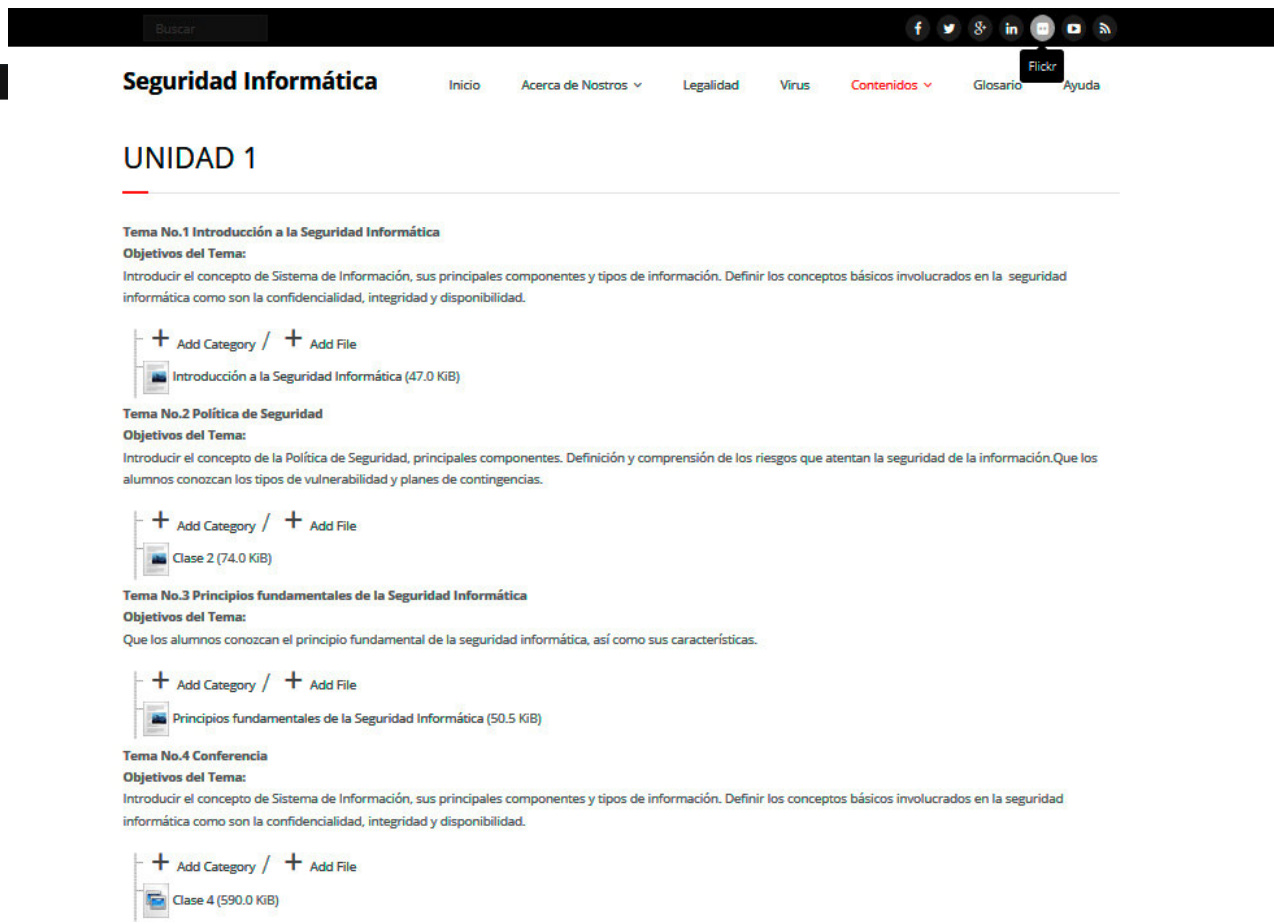 Buscar
Flickr
Seguridad Informática
Inicio Acerca de Nostros Legalidad Virus Contenidos Glosario Ayuda
UNIDAD 1
Tema No.1 Introducción a la Seguridad Informática
Objetivos del Tema:
Introducir el concepto de Sistema de Información, sus principales componentes y tipos de información. Definir los conceptos básicos involucrados en la seguridad
informática como son la confidencialidad, integridad y disponibilidad.
+ Add Category / + Add File
Introducción a la Seguridad Informática (47.0 KiB)
Tema No.2 Política de Seguridad
Objetivos del Tema:
Introducir el concepto de la Política de Seguridad, principales componentes. Definición y comprensión de los riesgos que atentan la seguridad de la información.Que los
alumnos conozcan los tipos de vulnerabilidad y planes de contingencias.
+ Add Category / + Add File
Clase 2 (74.0 KiB)
Tema No.3 Principios fundamentales de la Seguridad Informática
Objetivos del Tema:
Que los alumnos conozcan el principio fundamental de la seguridad informática, así como sus características.
+ Add Category / + Add File
Principios fundamentales de la Seguridad Informática (50.5 KiB)
Tema No.4 Conferencia
Objetivos del Tema:
Introducir el concepto de Sistema de Información, sus principales componentes y tipos de información. Definir los conceptos básicos involucrados en la seguridad
informática como son la confidencialidad, integridad y disponibilidad.
+ Add Category / + Add File
Clase 4 (590.0 KiB)